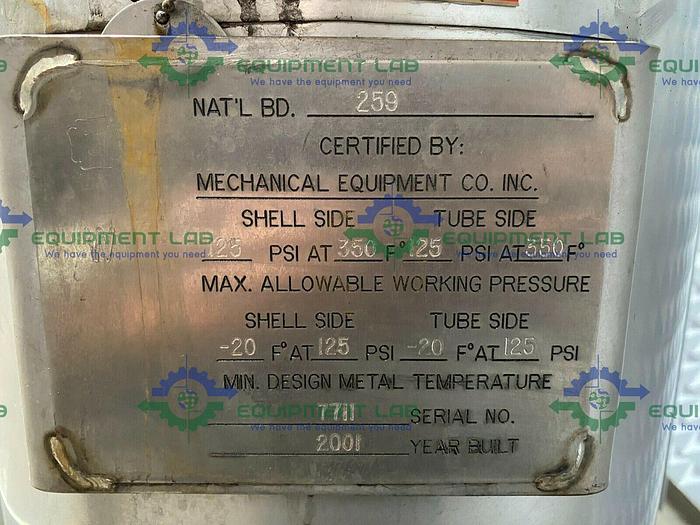 NAT'L BD. 259
CERTIFIED BY:
MECHANICAL EQUIPMENT CO. INC.
SHELL SIDE TUBE SIDE
125 PSI AT 350 F° 125 PSI AT 350 F°
MAX. ALLOWABLE WORKING PRESSURE
SHELL SIDE TUBE SIDE
-20 F° AT 125 PSI -20 F° AT 125 PSI
MIN. DESIGN METAL TEMPERATURE
7711 SERIAL NO.
2001 YEAR BUILT
EQUIPMENT LAB
We have the equipment you need